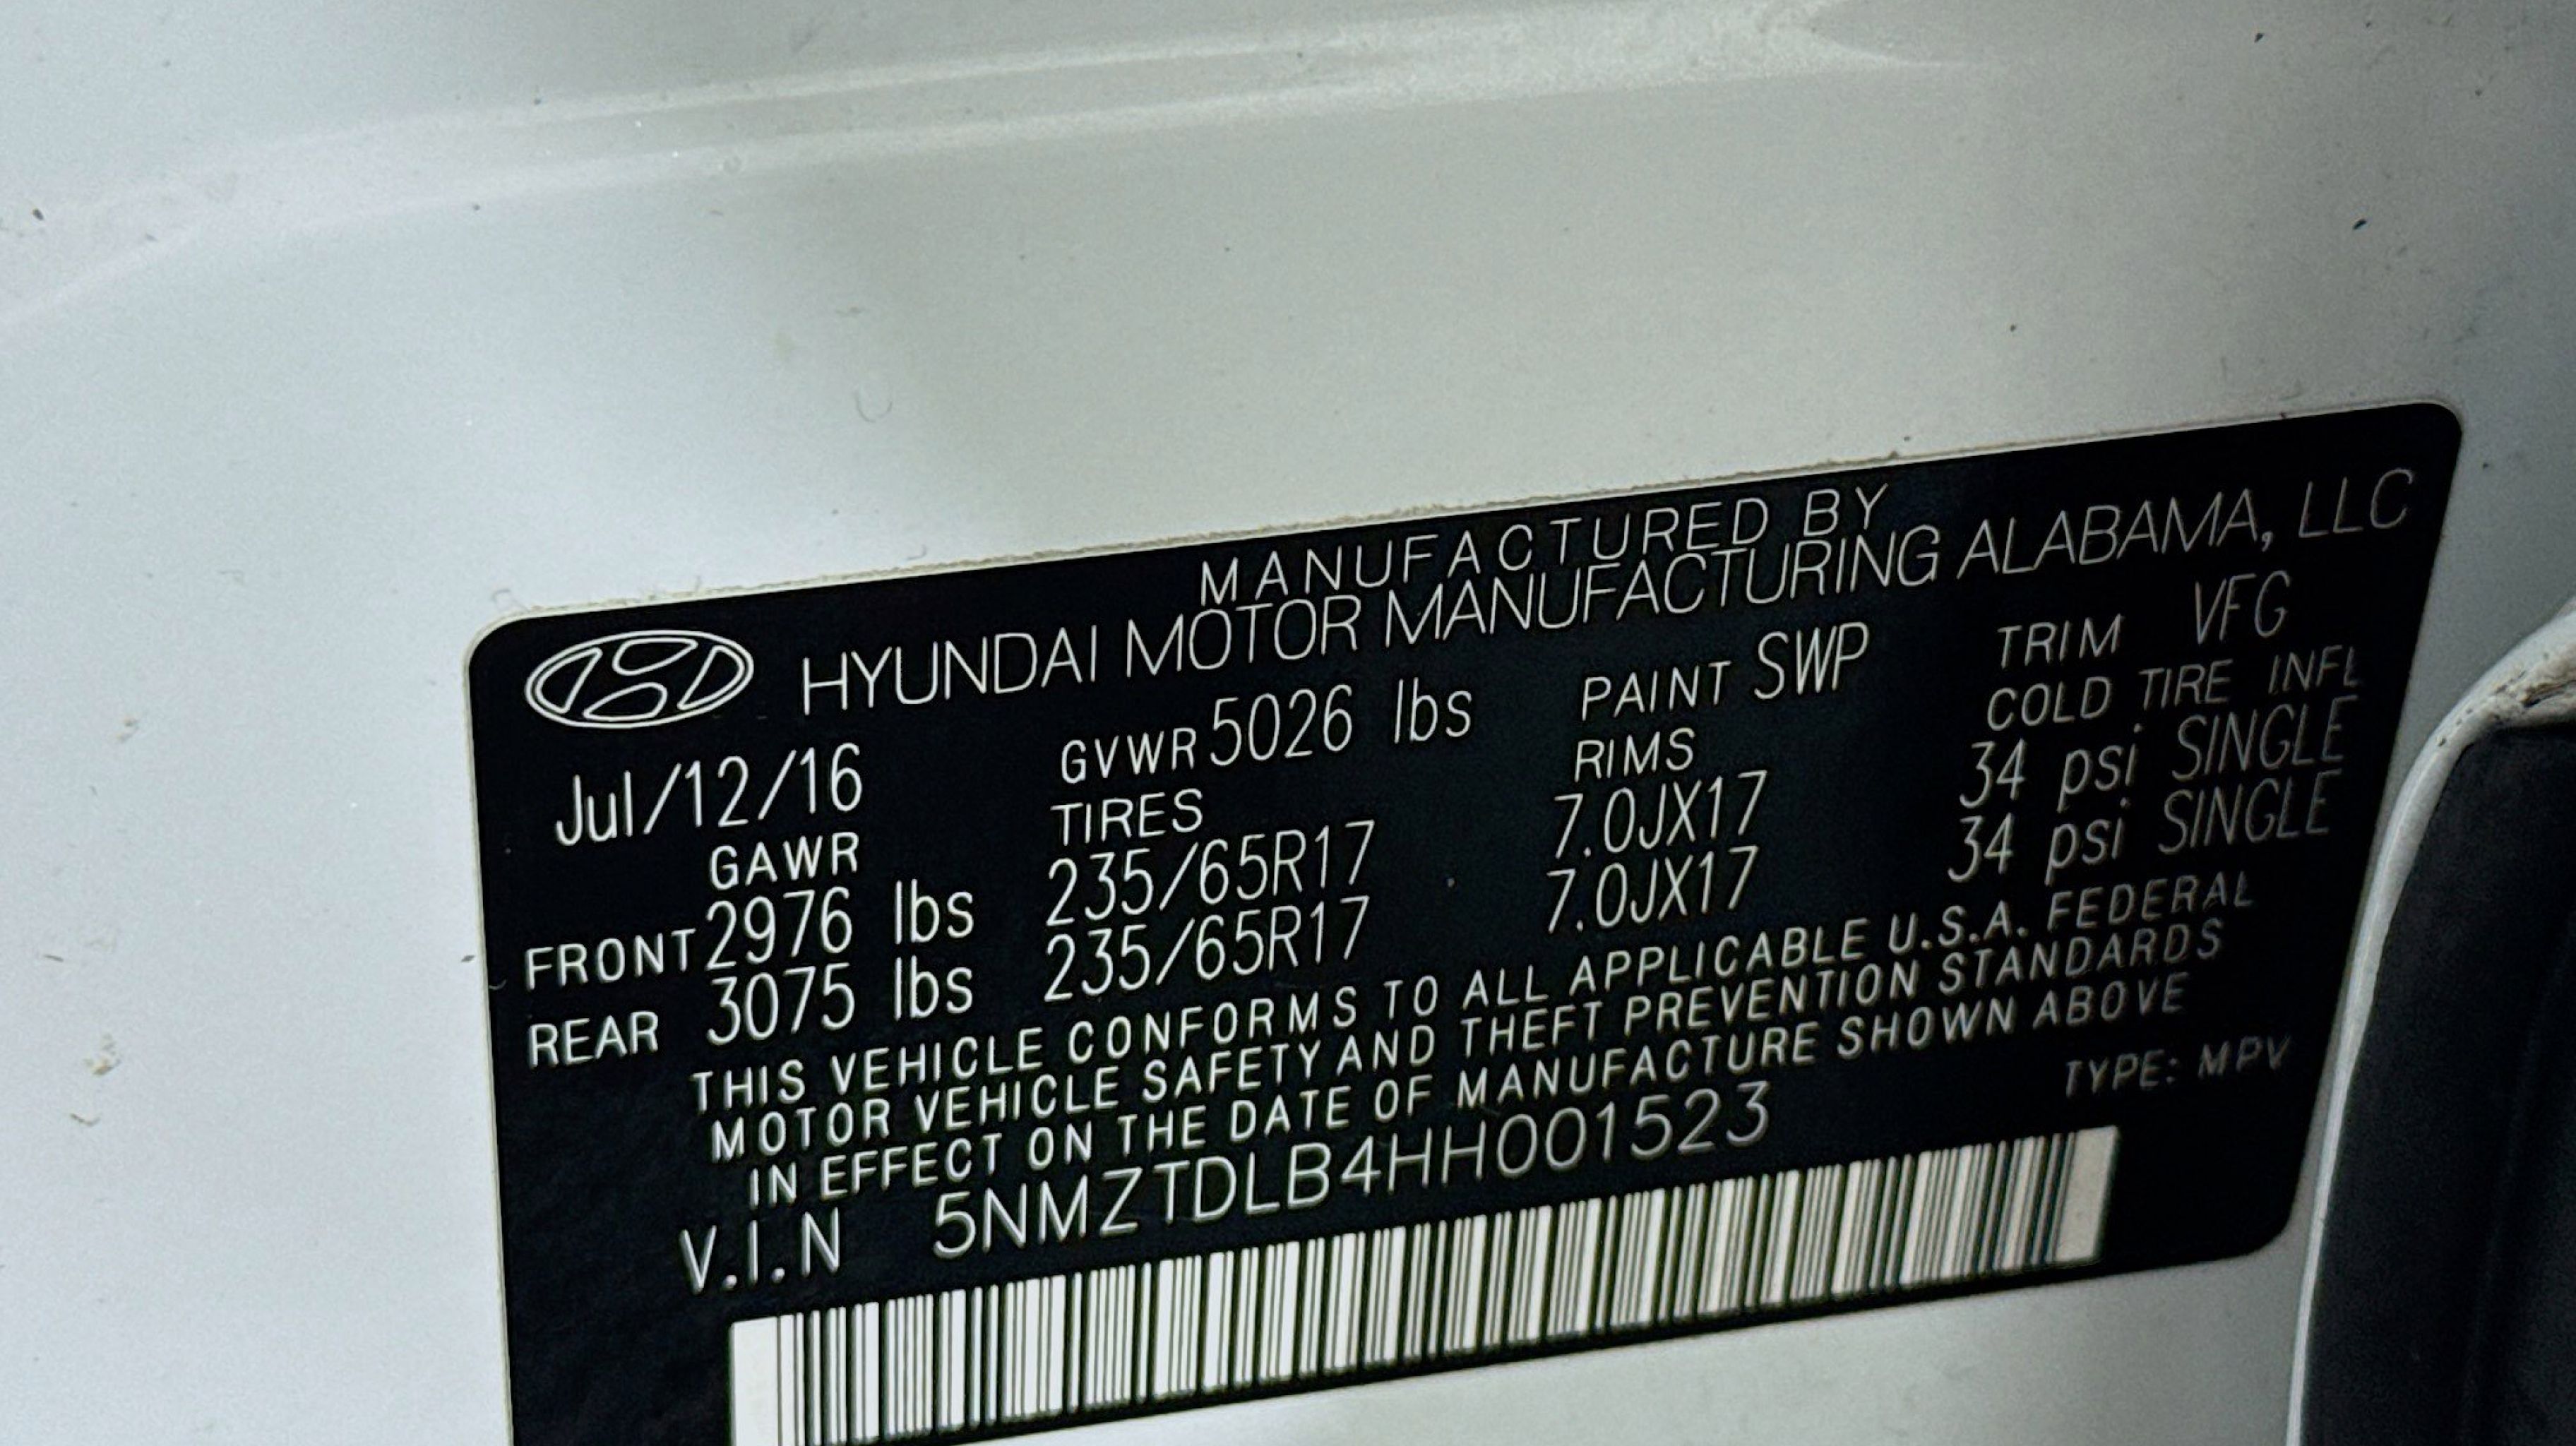 MANUFACTURED BY
HYUNDAI MOTOR MANUFACTURING ALABAMA, LLC
Jul/12/16 GVWR 5026 lbs PAINT SWP TRIM VFG
GAWR TIRES RIMS COLD TIRE INFL
FRONT 2976 lbs 235/65R17 7.0JX17 34 psi SINGLE
REAR 3075 lbs 235/65R17 7.0JX17 34 psi SINGLE
THIS VEHICLE CONFORMS TO ALL APPLICABLE U.S.A. FEDERAL
MOTOR VEHICLE SAFETY AND THEFT PREVENTION STANDARDS
IN EFFECT ON THE DATE OF MANUFACTURE SHOWN ABOVE
V.I.N 5NMZTDLB4HH001523 TYPE: MPV